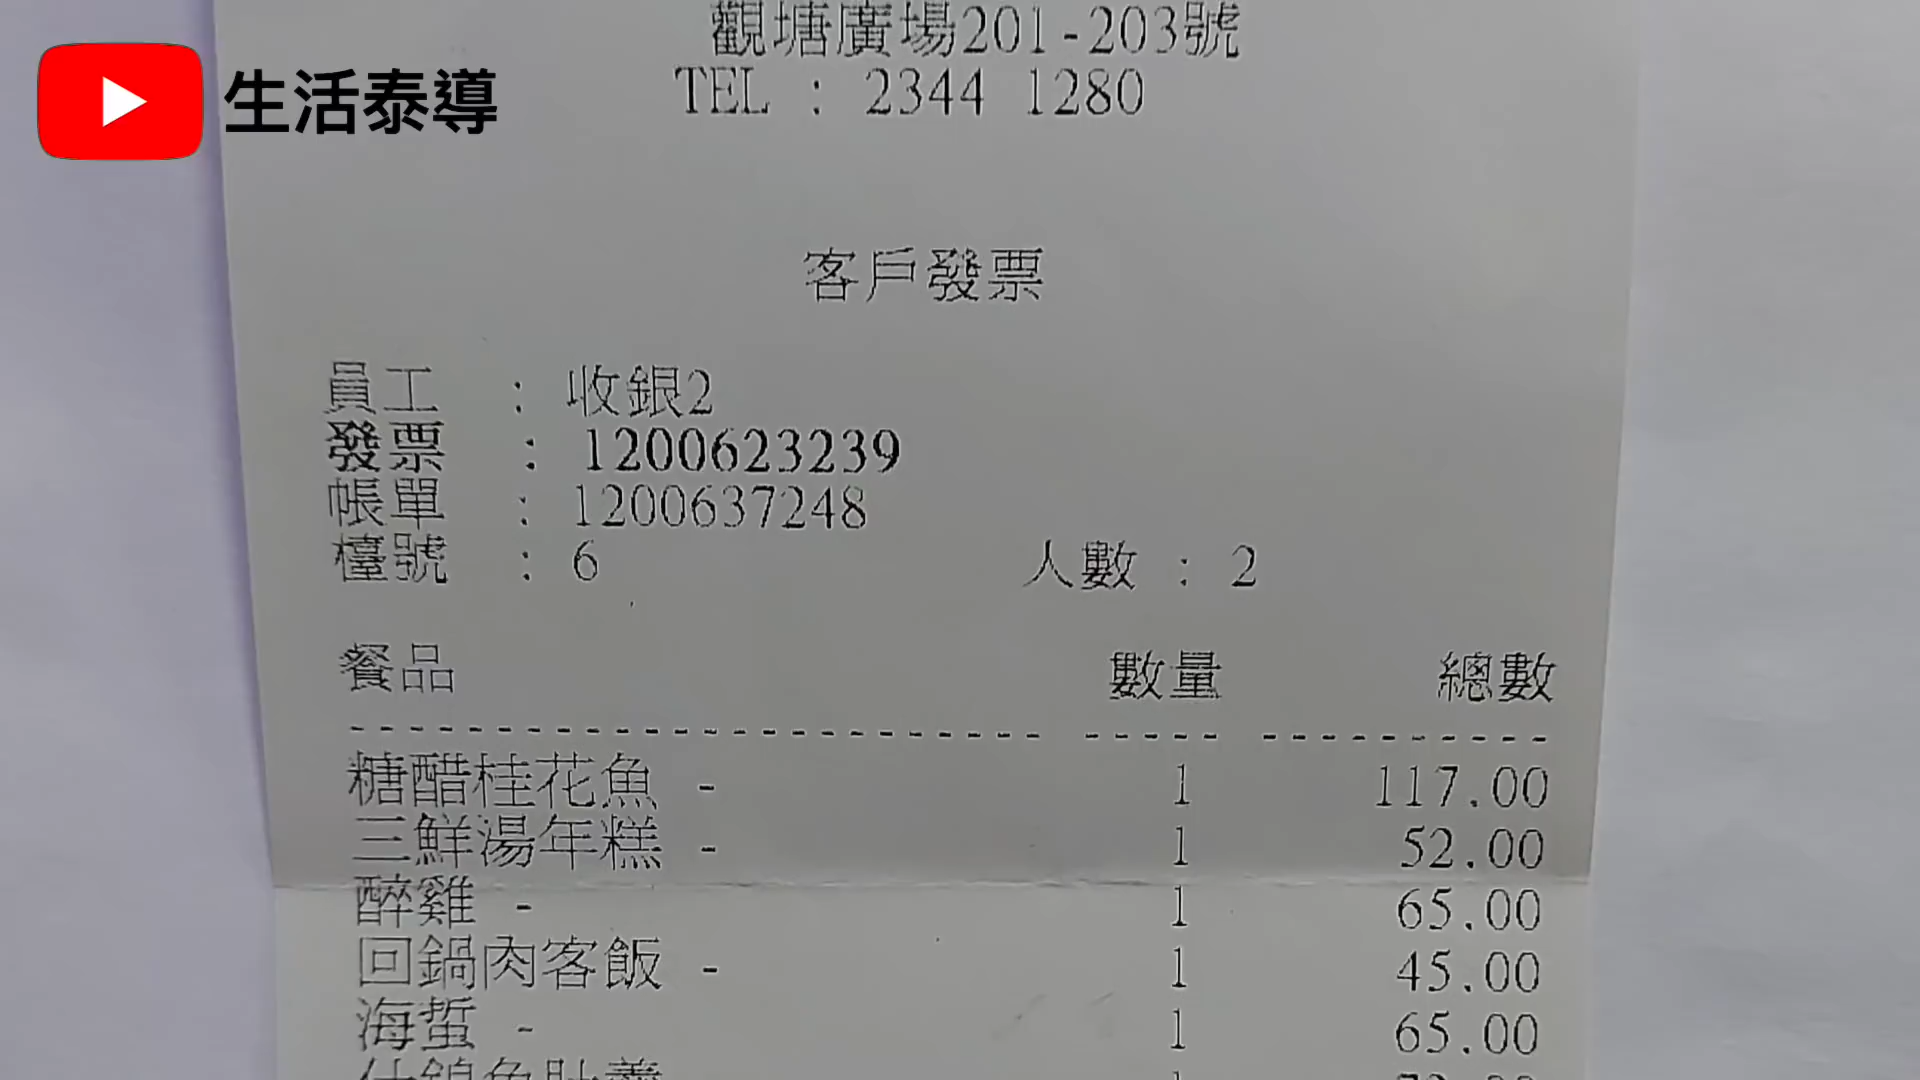 觀塘廣場201-203號
TEL : 2344 1280
生活泰導
客戶發票
員工 : 收銀2
發票 : 1200623239
帳單 : 1200637248
檯號 : 6 人數 : 2
餐品 數量 總數
糖醋桂花魚 - 1 117.00
三鮮湯年糕 - 1 52.00
醉雞 - 1 65.00
回鍋肉客飯 - 1 45.00
海蜇 - 1 65.00